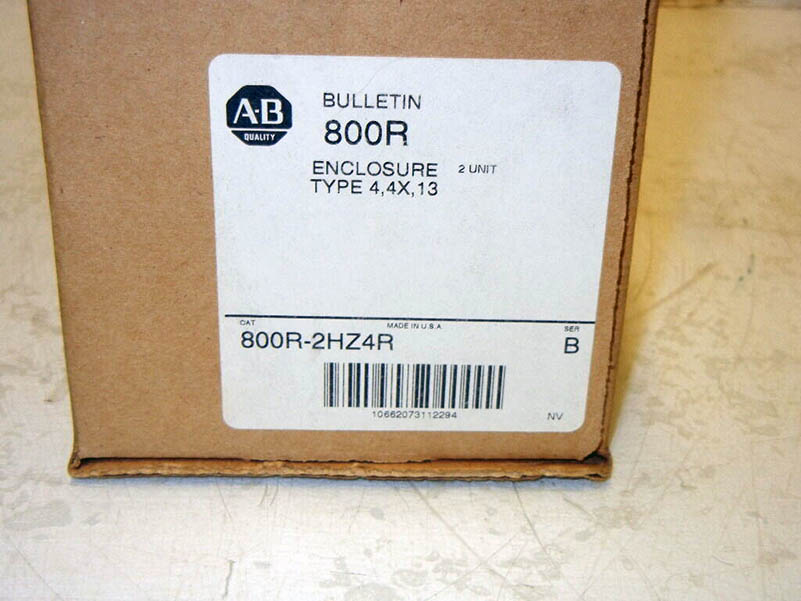 A-B
QUALITY
BULLETIN
800R
ENCLOSURE 2 UNIT
TYPE 4,4X,13
CAT MADE IN U.S.A. SER
800R-2HZ4R B
10662073112294
NV